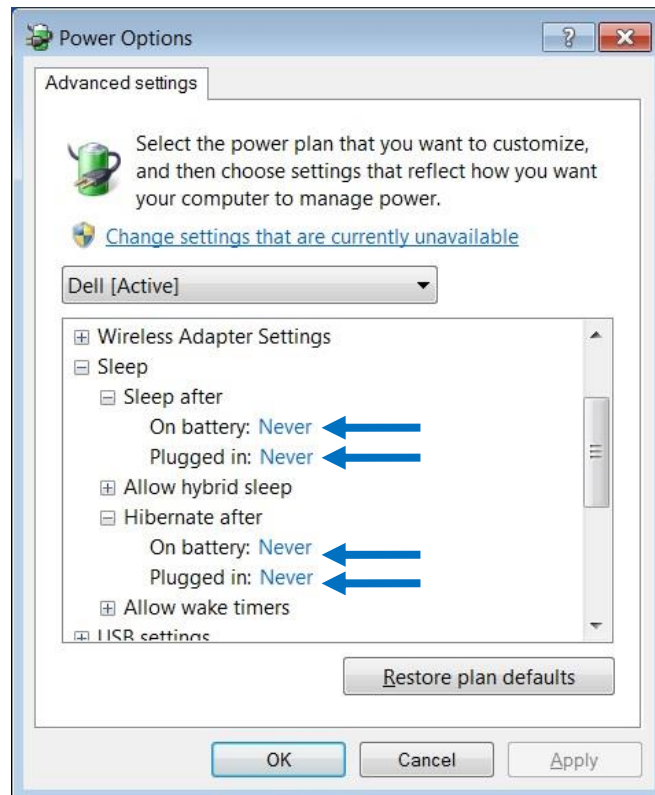 Power Options
?
Advanced settings
Select the power plan that you want to customize,
and then choose settings that reflect how you want
your computer to manage power.
Change settings that are currently unavailable
Dell [Active]
Wireless Adapter Settings
Sleep
Sleep after
On battery: Never
Plugged in: Never
Allow hybrid sleep
Hibernate after
On battery: Never
Plugged in: Never
Allow wake timers
USB settings
Restore plan defaults
OK Cancel Apply